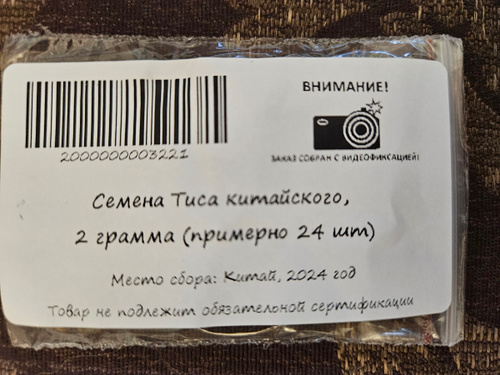 ВНИМАНИЕ!
2000000003221
ЗАКАЗ СОБРАН С ВИДЕОФИКСАЦИЕЙ!
Семена Тиса китайского,
2 грамма (примерно 24 шт)
Место сбора: Китай, 2024 год
Товар не подлежит обязательной сертификации